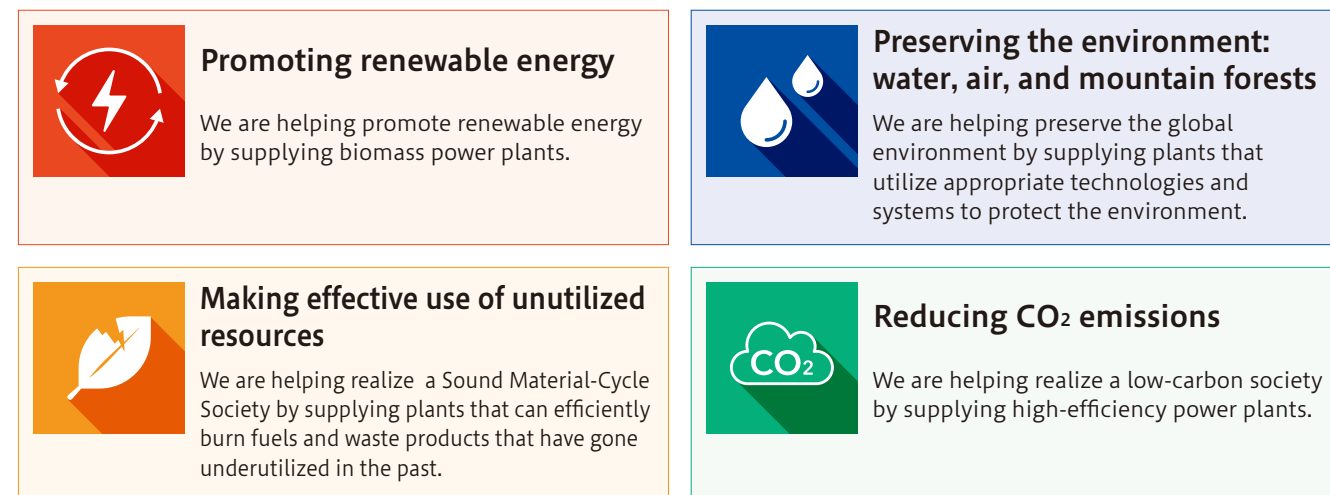 Promoting renewable energy
We are helping promote renewable energy
by supplying biomass power plants.
Preserving the environment:
water, air, and mountain forests
We are helping preserve the global
environment by supplying plants that
utilize appropriate technologies and
systems to protect the environment.
Making effective use of unutilized
resources
We are helping realize a Sound Material-Cycle
Society by supplying plants that can efficiently
burn fuels and waste products that have gone
underutilized in the past.
CO2
Reducing CO2 emissions
We are helping realize a low-carbon society
by supplying high-efficiency power plants.